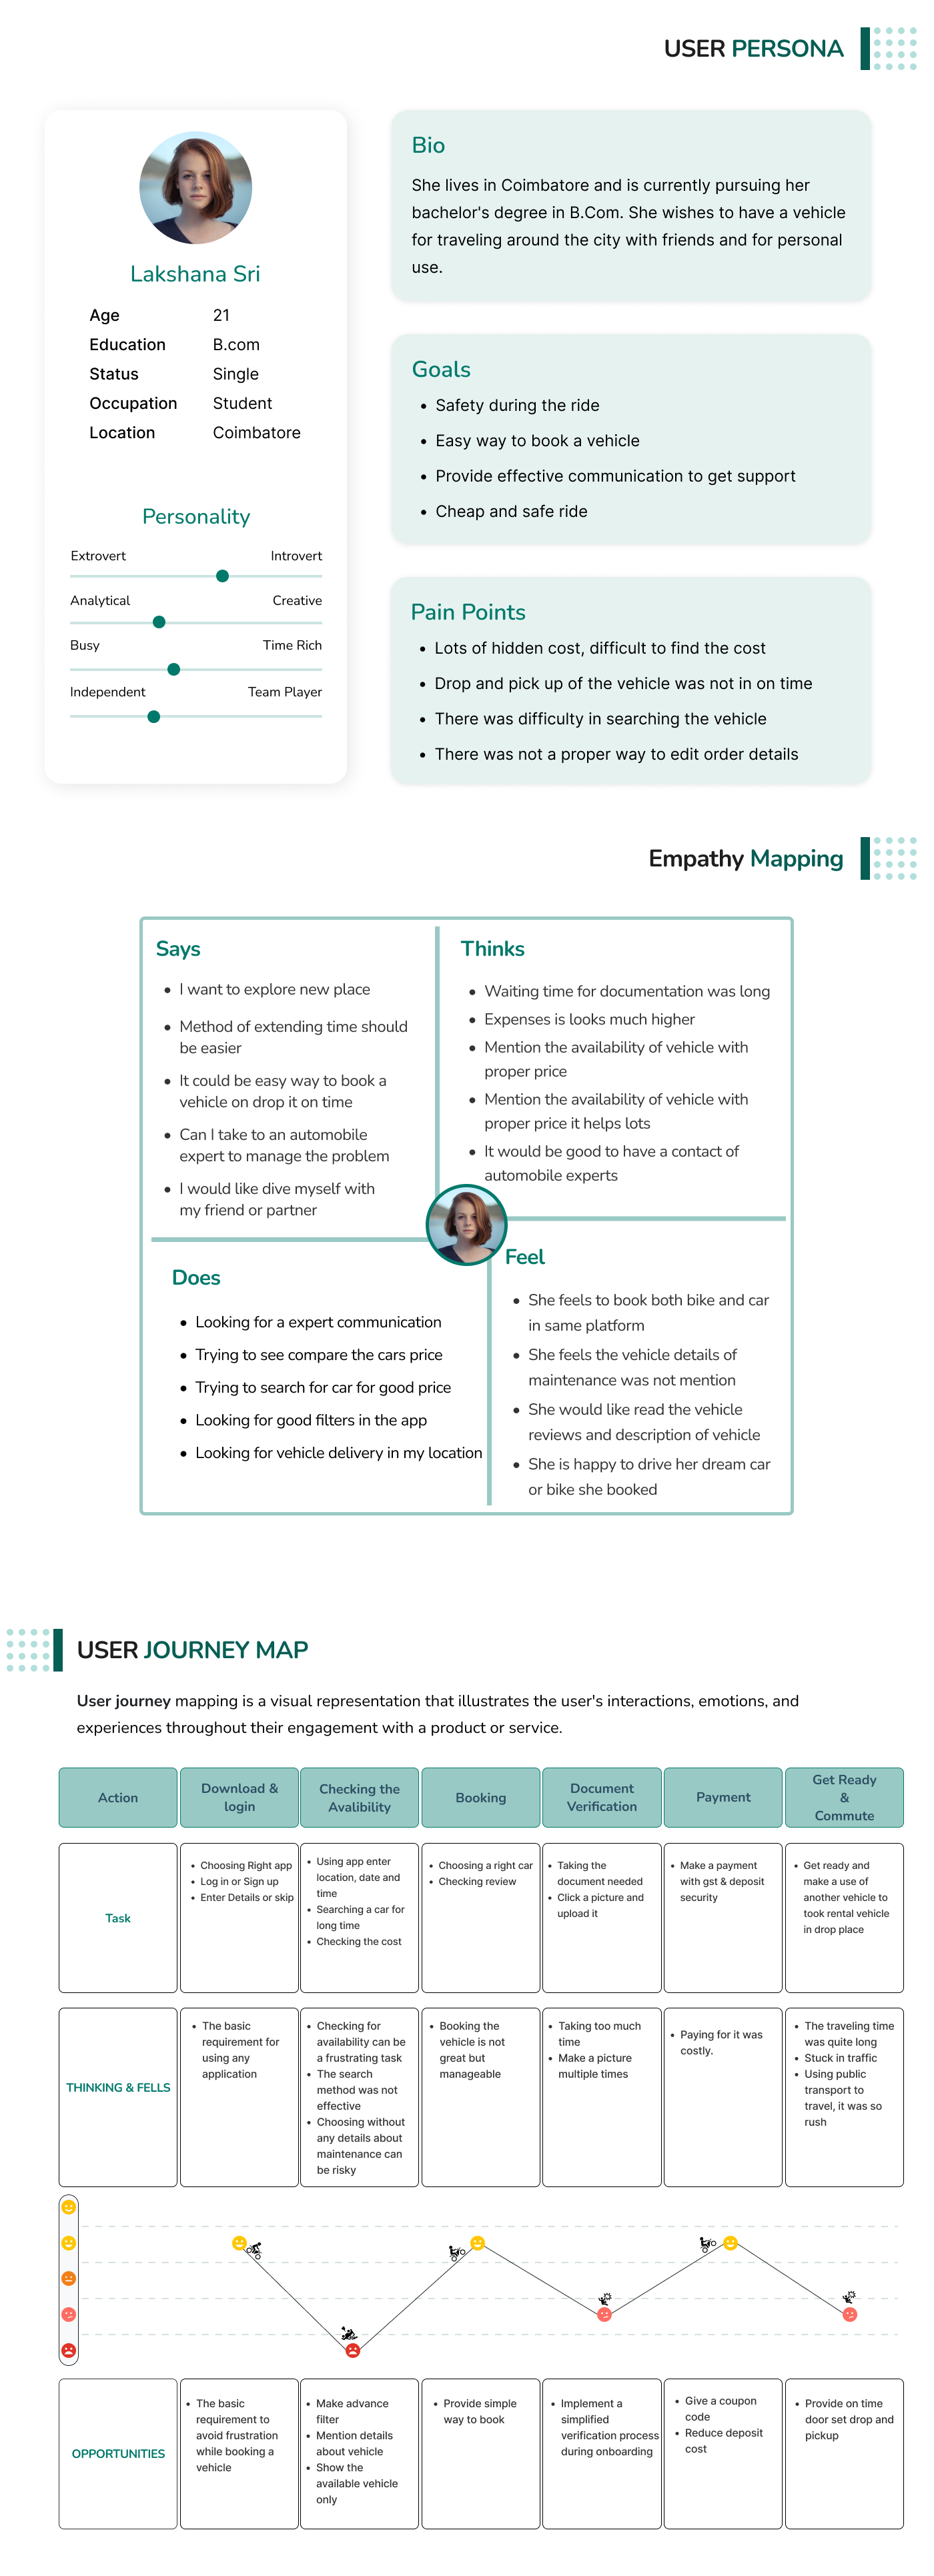 USER PERSONA
Lakshana Sri
Age 21
Education B.com
Status Single
Occupation Student
Location Coimbatore
Personality
Extrovert Introvert
Analytical Creative
Busy Time Rich
Independent Team Player
Bio
She lives in Coimbatore and is currently pursuing her
bachelor's degree in B.Com. She wishes to have a vehicle
for traveling around the city with friends and for personal
use.
Goals
• Safety during the ride
• Easy way to book a vehicle
• Provide effective communication to get support
• Cheap and safe ride
Pain Points
• Lots of hidden cost, difficult to find the cost
• Drop and pick up of the vehicle was not in on time
• There was difficulty in searching the vehicle
• There was not a proper way to edit order details
Empathy Mapping
Says
• I want to explore new place
• Method of extending time should
be easier
• It could be easy way to book a
vehicle on drop it on time
• Can I take to an automobile
expert to manage the problem
• I would like dive myself with
my friend or partner
Thinks
• Waiting time for documentation was long
• Expenses is looks much higher
• Mention the availability of vehicle with
proper price
• Mention the availability of vehicle with
proper price it helps lots
• It would be good to have a contact of
automobile experts
Does
• Looking for a expert communication
• Trying to see compare the cars price
• Trying to search for car for good price
• Looking for good filters in the app
• Looking for vehicle delivery in my location
Feel
• She feels to book both bike and car
in same platform
• She feels the vehicle details of
maintenance was not mention
• She would like read the vehicle
reviews and description of vehicle
• She is happy to drive her dream car
or bike she booked
USER JOURNEY MAP
User journey mapping is a visual representation that illustrates the user's interactions, emotions, and
experiences throughout their engagement with a product or service.
Action
Download &
login
Checking the
Avalibility
Booking
Document
Verification
Payment
Get Ready
&
Commute
Task
• Choosing Right app
• Log in or Sign up
• Enter Details or skip
• Using app enter
location, date and
time
• Searching a car for
long time
• Checking the cost
• Choosing a right car
• Checking review
• Taking the
document needed
• Click a picture and
upload it
• Make a payment
with gst & deposit
security
• Get ready and
make a use of
another vehicle to
took rental vehicle
in drop place
THINKING & FELLS
• The basic
requirement for
using any
application
• Checking for
availability can be
a frustrating task
• The search
method was not
effective
• Choosing without
any details about
maintenance can
be risky
• Booking the
vehicle is not
great but
manageable
• Taking too much
time
• Make a picture
multiple times
• Paying for it was
costly.
• The traveling time
was quite long
• Stuck in traffic
• Using public
transport to
travel, it was so
rush
OPPORTUNITIES
• The basic
requirement to
avoid frustration
while booking a
vehicle
• Make advance
filter
• Mention details
about vehicle
• Show the
available vehicle
only
• Provide simple
way to book
• Implement a
simplified
verification process
during onboarding
• Give a coupon
code
• Reduce deposit
cost
• Provide on time
door set drop and
pickup